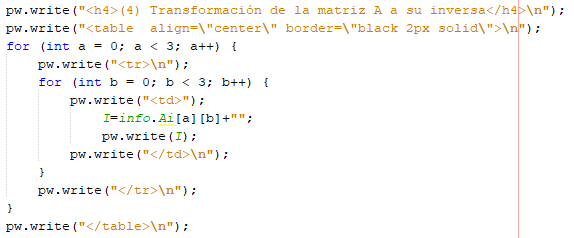 pw.write("<h4>(4) Transformación de la matriz A a su inversa</h4>\n");
pw.write("<table  align=\"center\" border=\"black 2px solid\">\n");
for (int a = 0; a < 3; a++) {
    pw.write("<tr>\n");
    for (int b = 0; b < 3; b++) {
        pw.write("<td>");
            I=info.Ai[a][b]+"";
            pw.write(I);
        pw.write("</td>\n");
    }
    pw.write("</tr>\n");
}
pw.write("</table>\n");